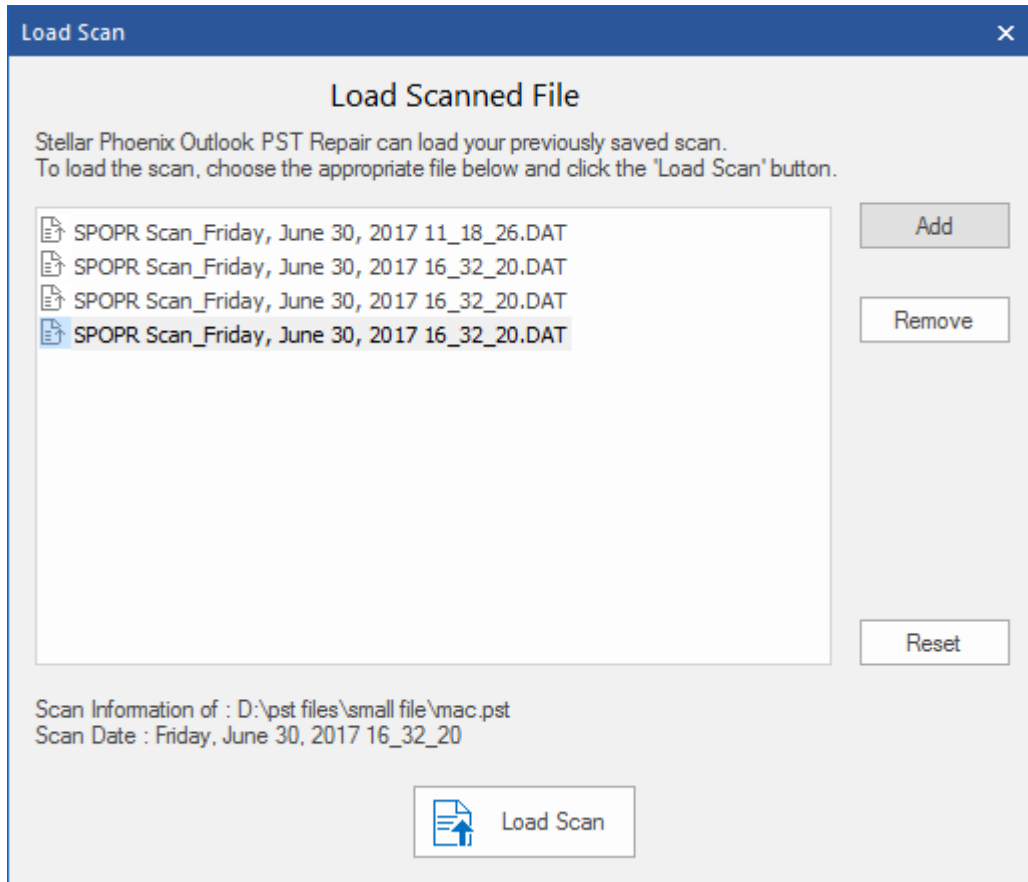 Load Scan
Load Scanned File
Stellar Phoenix Outlook PST Repair can load your previously saved scan.
To load the scan, choose the appropriate file below and click the 'Load Scan' button.
SPOPR Scan_Friday, June 30, 2017 11_18_26.DAT
SPOPR Scan_Friday, June 30, 2017 16_32_20.DAT
SPOPR Scan_Friday, June 30, 2017 16_32_20.DAT
SPOPR Scan_Friday, June 30, 2017 16_32_20.DAT
Add
Remove
Reset
Scan Information of : D:\pst files\small file\mac.pst
Scan Date : Friday, June 30, 2017 16_32_20
Load Scan